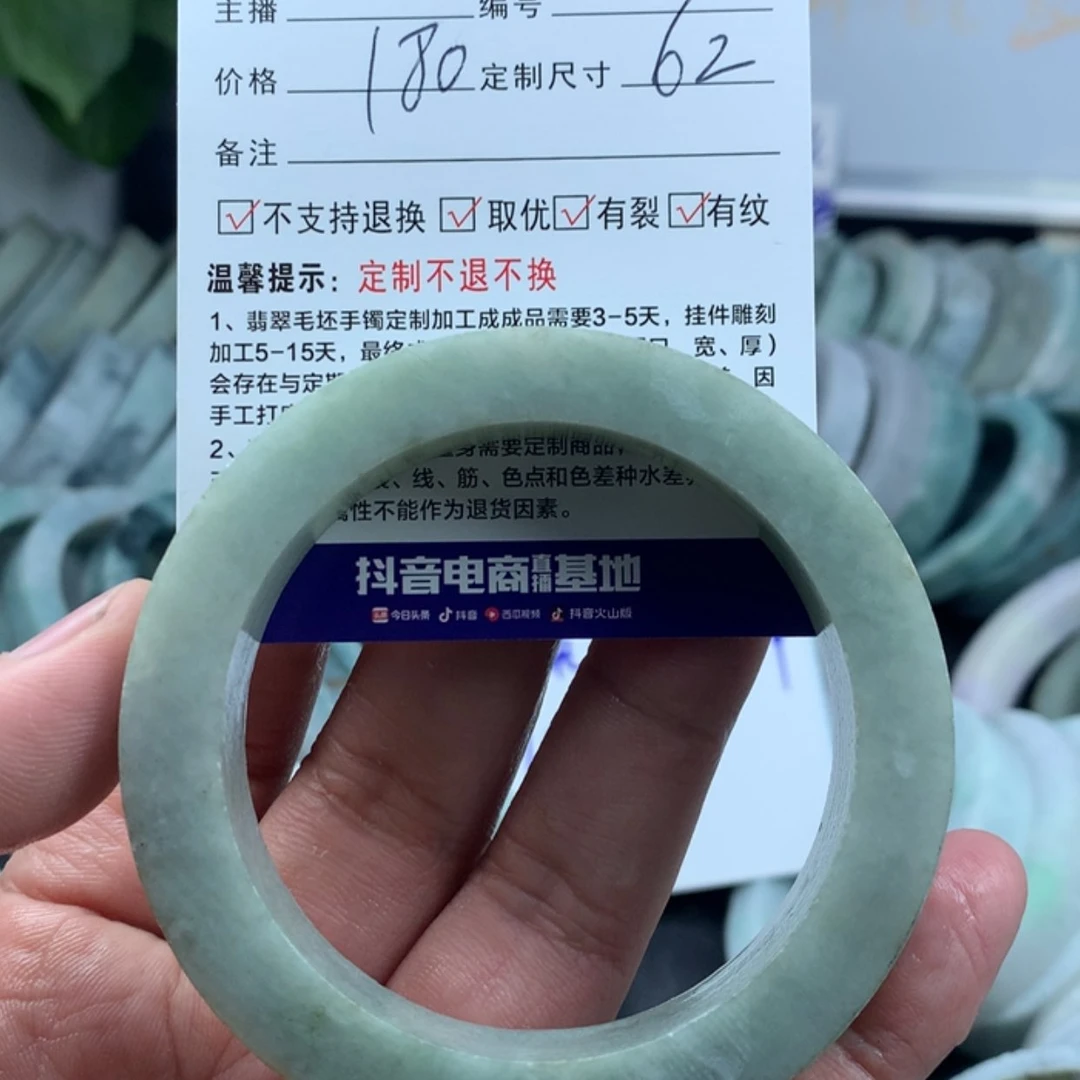 主播 编号
价格 180 定制尺寸 62
备注
不支持退换 取优 有裂 有纹
温馨提示：定制不退不换
1、翡翠毛坯手镯定制加工成成品需要3-5天，挂件雕刻
加工5-15天，最终 宽、厚）
会存在与定 因
手工打
2、 需要定制商品
、线、筋、色点和色差种水差
性不能作为退货因素。
抖音电商直播基地
今日头条 抖音 西瓜视频 抖音火山版